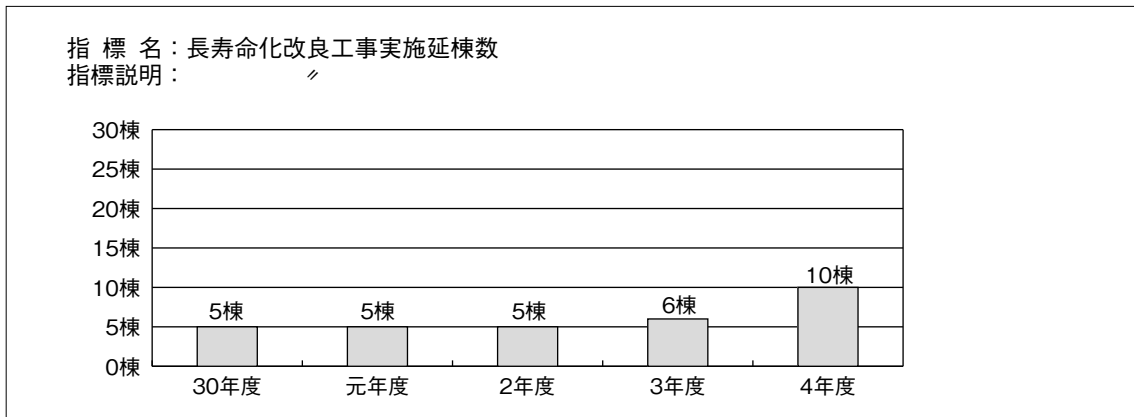 指 標 名：長寿命化改良工事実施延棟数
指標説明：　　　　　〃
30棟
25棟
20棟
15棟
10棟
5棟
0棟
5棟
5棟
5棟
6棟
10棟
30年度
元年度
2年度
3年度
4年度